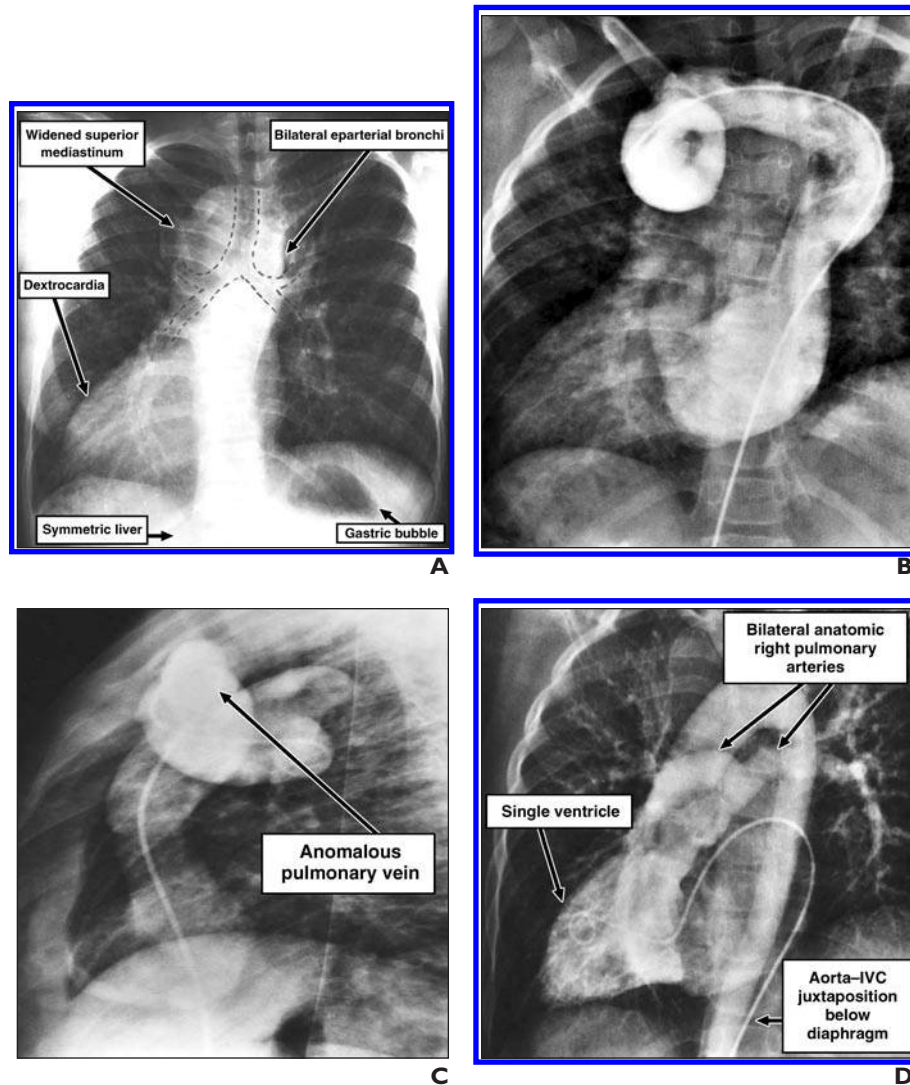 Widened superior
mediastinum
Bilateral eparterial bronchi
Dextrocardia
Symmetric liver
Gastric bubble
A
B
Anomalous
pulmonary vein
C
Bilateral anatomic
right pulmonary
arteries
Single ventricle
Aorta–IVC
juxtaposition
below
diaphragm
D